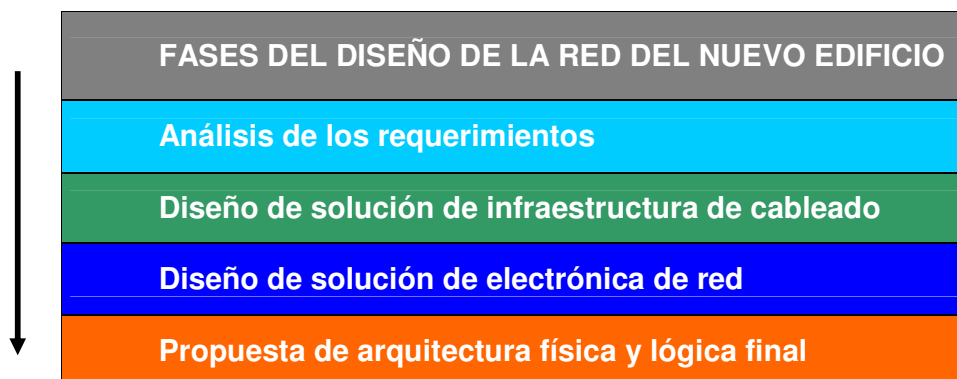 FASES DEL DISEÑO DE LA RED DEL NUEVO EDIFICIO
Análisis de los requerimientos
Diseño de solución de infraestructura de cableado
Diseño de solución de electrónica de red
Propuesta de arquitectura física y lógica final